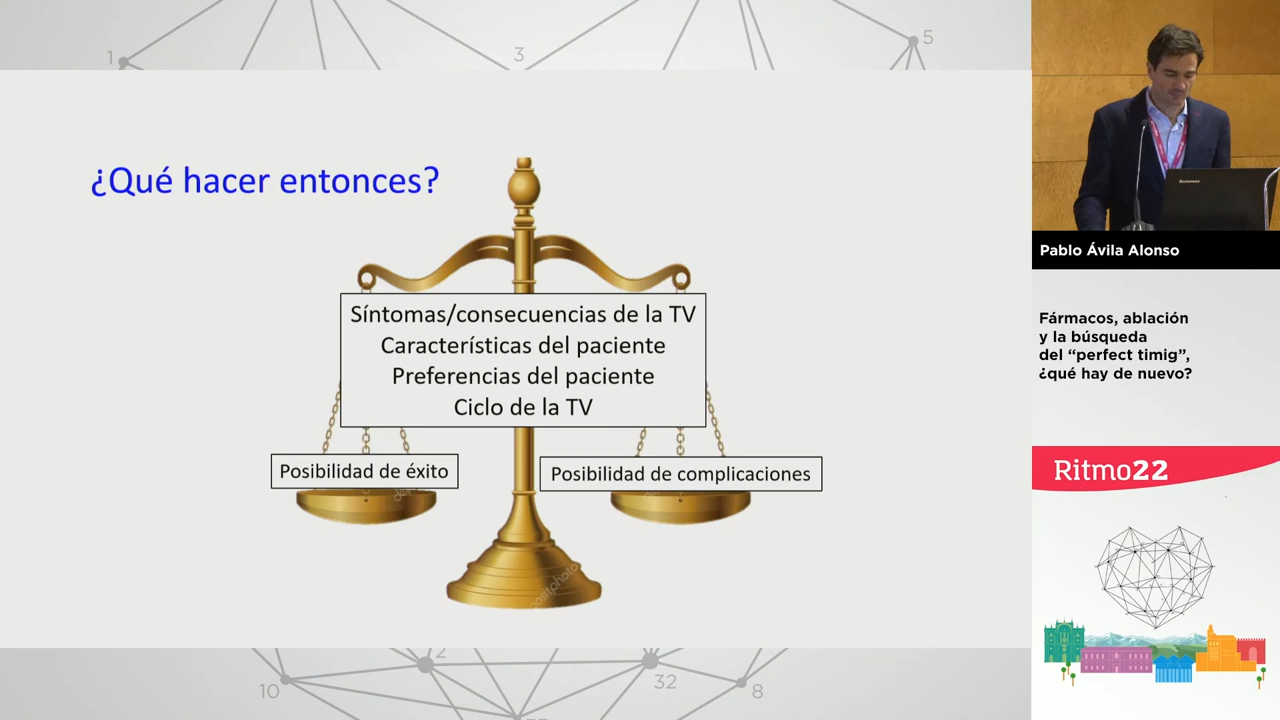 1
3
5
¿Qué hacer entonces?
Síntomas/consecuencias de la TV
Características del paciente
Preferencias del paciente
Ciclo de la TV
Posibilidad de éxito
Posibilidad de complicaciones
2
10
32
8
Pablo Ávila Alonso
Fármacos, ablación
y la búsqueda
del “perfect timig”,
¿qué hay de nuevo?
Ritmo22